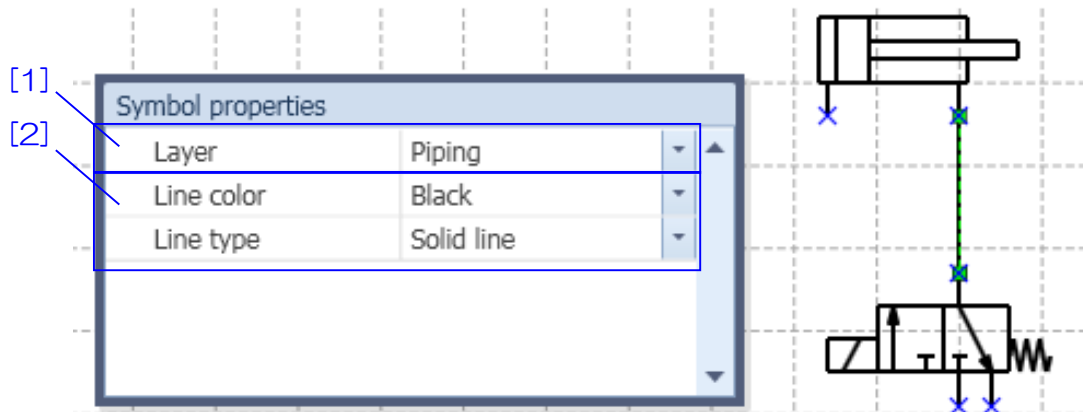 [1]
[2]
Symbol properties
Layer Piping
Line color Black
Line type Solid line